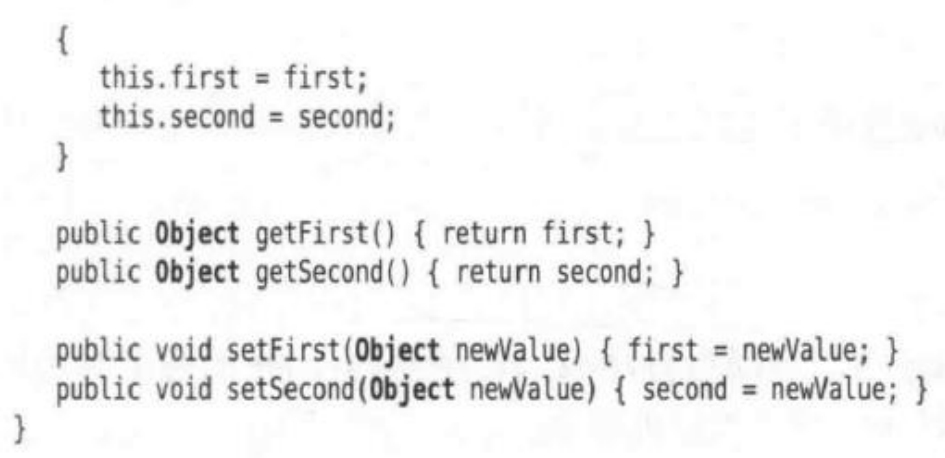 {
this.first = first;
this.second = second;
}
public Object getFirst() { return first; }
public Object getSecond() { return second; }
public void setFirst(Object newValue) { first = newValue; }
public void setSecond(Object newValue) { second = newValue; }
}